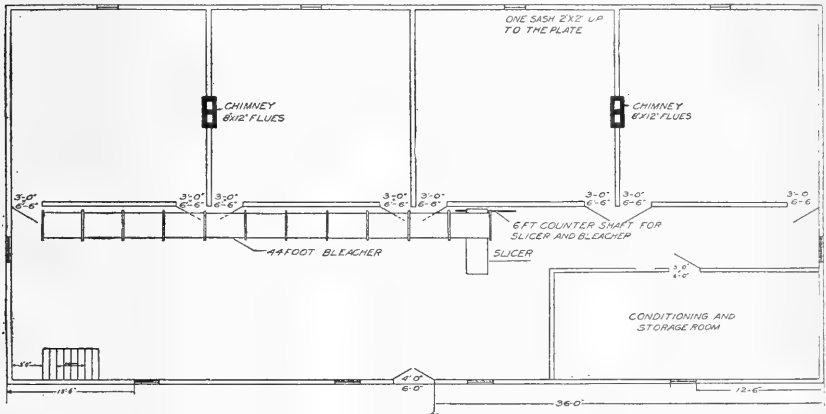 ONE SASH 2'X2' UP
TO THE PLATE
CHIMNEY
8"X12" FLUES
CHIMNEY
8"X12" FLUES
3'-0"
6'-6"
3'-0"
6'-6"
3'-0"
6'-6"
3'-0"
6'-6"
3'-0"
6'-6"
3'-0"
6'-6"
3'-0"
6'-6"
3'-0"
6'-6"
6 FT COUNTER SHAFT FOR
SLICER AND BLEACHER
44 FOOT BLEACHER
SLICER
3'-0"
CONDITIONING AND
STORAGE ROOM
4'-0"
6'-0"
12'-6"
36'-0"